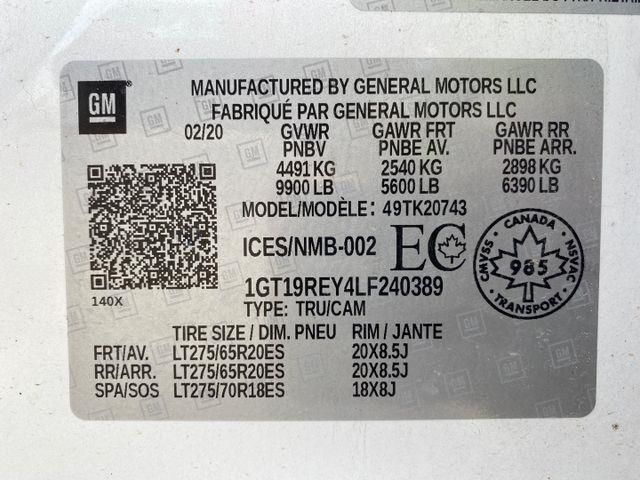 GM
MANUFACTURED BY GENERAL MOTORS LLC
FABRIQUÉ PAR GENERAL MOTORS LLC
02/20 GVWR GAWR FRT GAWR RR
PNBV PNBE AV. PNBE ARR.
4491 KG 2540 KG 2898 KG
9900 LB 5600 LB 6390 LB
MODEL/MODÈLE: 49TK20743
ICES/NMB-002 EC
CANADA
CMVSS 985 NSVAC
TRANSPORT
1GT19REY4LF240389
140X
TYPE: TRU/CAM
TIRE SIZE / DIM. PNEU RIM / JANTE
FRT/AV. LT275/65R20ES 20X8.5J
RR/ARR. LT275/65R20ES 20X8.5J
SPA/SOS LT275/70R18ES 18X8J